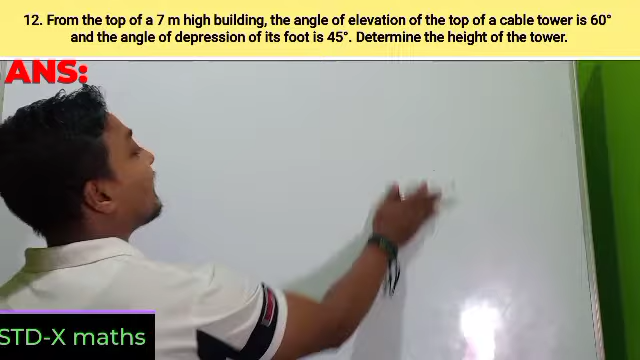 12. From the top of a 7 m high building, the angle of elevation of the top of a cable tower is 60°
and the angle of depression of its foot is 45°. Determine the height of the tower.
ANS:
STD-X maths